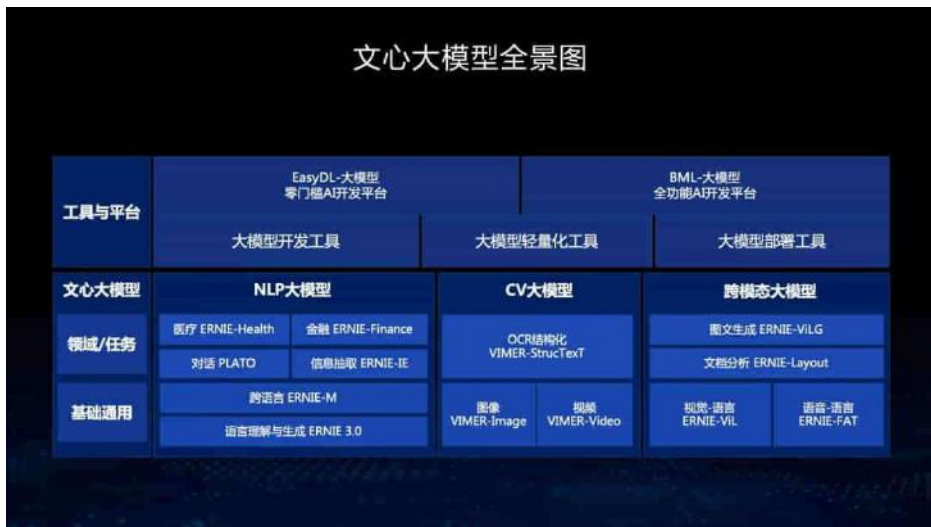 文心大模型全景图
工具与平台
EasyDL-大模型
零门槛AI开发平台
BML-大模型
全功能AI开发平台
大模型开发工具
大模型轻量化工具
大模型部署工具
文心大模型
NLP大模型
CV大模型
跨模态大模型
领域/任务
医疗 ERNIE-Health
金融 ERNIE-Finance
对话 PLATO
信息抽取 ERNIE-IE
OCR结构化
VIMER-StrucTexT
图文生成 ERNIE-ViLG
文档分析 ERNIE-Layout
基础通用
跨语言 ERNIE-M
语言理解与生成 ERNIE 3.0
图像
VIMER-Image
视频
VIMER-Video
视觉-语言
ERNIE-ViL
语音-语言
ERNIE-FAT